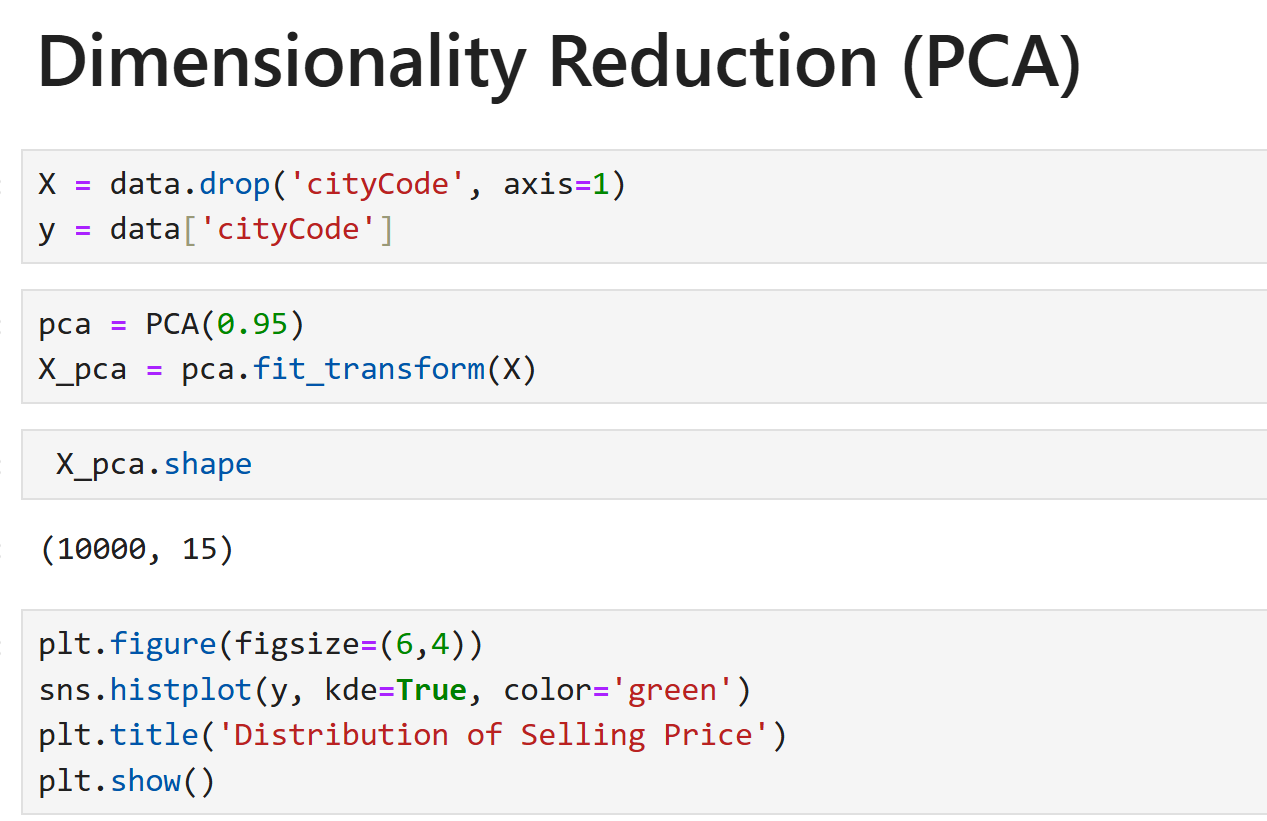 Dimensionality Reduction (PCA)
X = data.drop('cityCode', axis=1)
y = data['cityCode']
pca = PCA(0.95)
X_pca = pca.fit_transform(X)
X_pca.shape
(10000, 15)
plt.figure(figsize=(6,4))
sns.histplot(y, kde=True, color='green')
plt.title('Distribution of Selling Price')
plt.show()